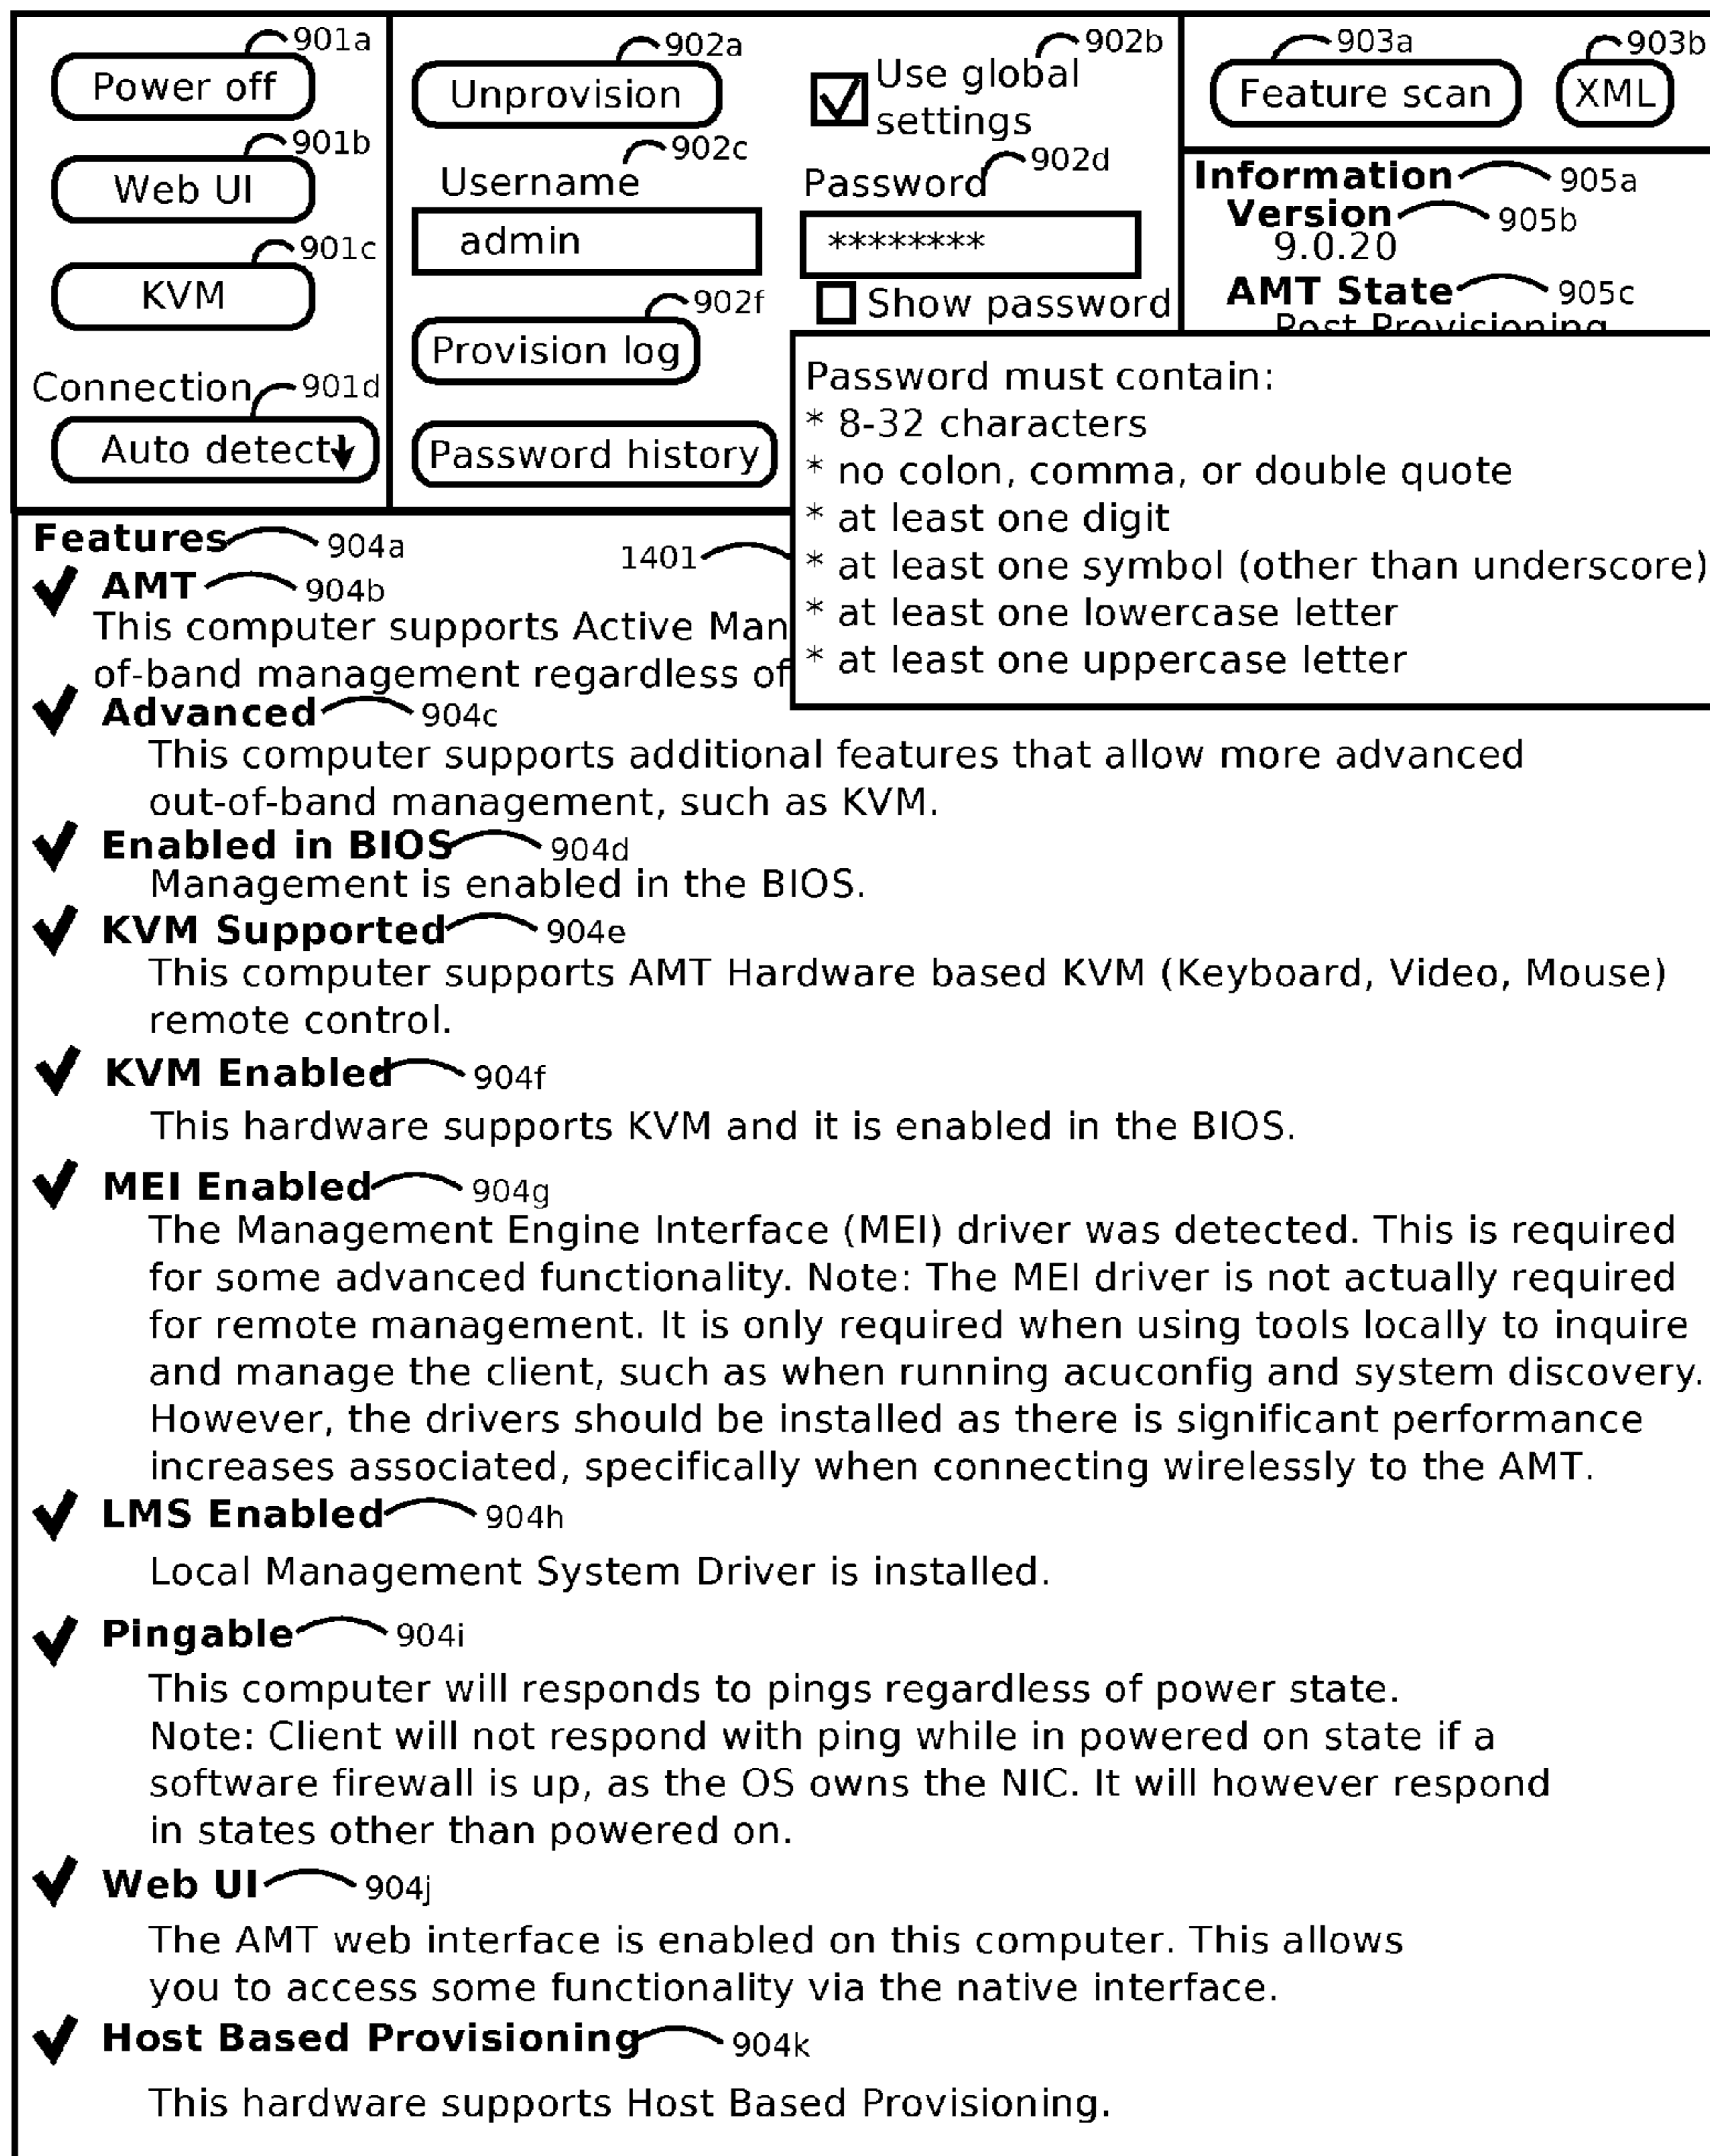 901a
Power off
901b
Web UI
901c
KVM
Connection 901d
Auto detect
902a
Unprovision
902b
Use global
settings
902c
Username
admin
902d
Password
********
Show password
902f
Provision log
Password history
903a
Feature scan
903b
XML
Information 905a
Version 905b
9.0.20
AMT State 905c
Post Provisioning
Password must contain:
* 8-32 characters
* no colon, comma, or double quote
* at least one digit
* at least one symbol (other than underscore)
* at least one lowercase letter
* at least one uppercase letter
1401
Features 904a
AMT 904b
This computer supports Active Man
of-band management regardless of
Advanced 904c
This computer supports additional features that allow more advanced
out-of-band management, such as KVM.
Enabled in BIOS 904d
Management is enabled in the BIOS.
KVM Supported 904e
This computer supports AMT Hardware based KVM (Keyboard, Video, Mouse)
remote control.
KVM Enabled 904f
This hardware supports KVM and it is enabled in the BIOS.
MEI Enabled 904g
The Management Engine Interface (MEI) driver was detected. This is required
for some advanced functionality. Note: The MEI driver is not actually required
for remote management. It is only required when using tools locally to inquire
and manage the client, such as when running acuconfig and system discovery.
However, the drivers should be installed as there is significant performance
increases associated, specifically when connecting wirelessly to the AMT.
LMS Enabled 904h
Local Management System Driver is installed.
Pingable 904i
This computer will responds to pings regardless of power state.
Note: Client will not respond with ping while in powered on state if a
software firewall is up, as the OS owns the NIC. It will however respond
in states other than powered on.
Web UI 904j
The AMT web interface is enabled on this computer. This allows
you to access some functionality via the native interface.
Host Based Provisioning 904k
This hardware supports Host Based Provisioning.